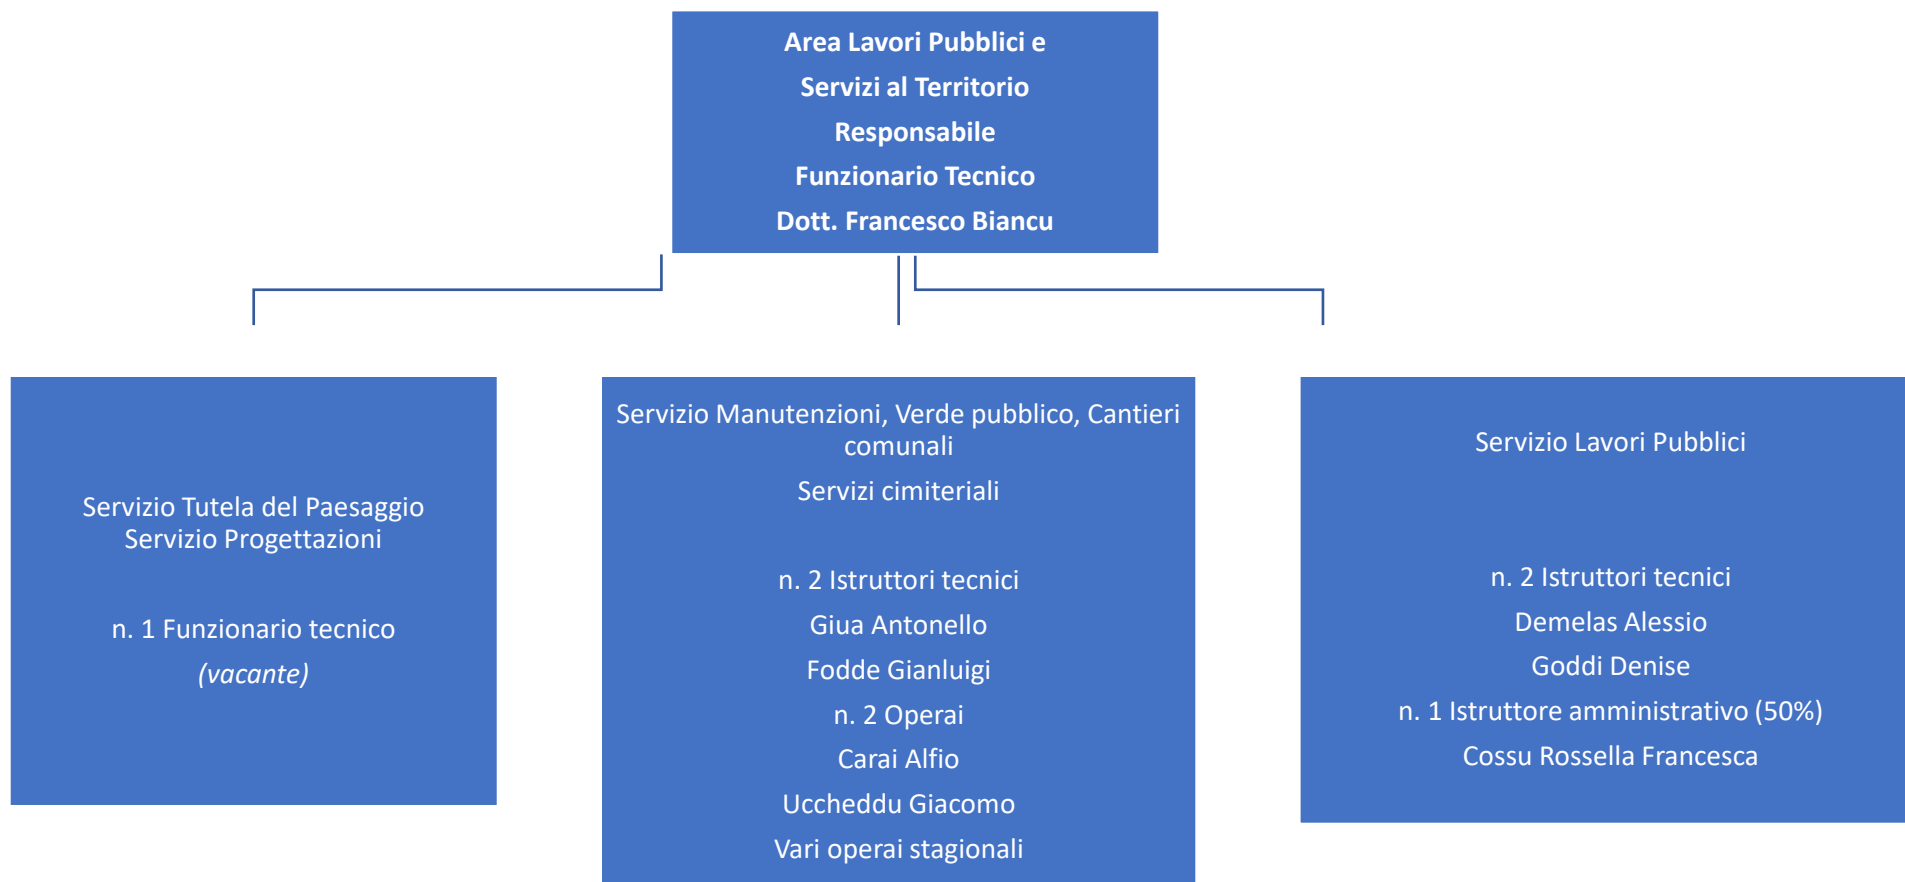 Area Lavori Pubblici e
Servizi al Territorio
Responsabile
Funzionario Tecnico
Dott. Francesco Biancu
Servizio Tutela del Paesaggio
Servizio Progettazioni
n. 1 Funzionario tecnico
(vacante)
Servizio Manutenzioni, Verde pubblico, Cantieri
comunali
Servizi cimiteriali
n. 2 Istruttori tecnici
Giua Antonello
Fodde Gianluigi
n. 2 Operai
Carai Alfio
Uccheddu Giacomo
Vari operai stagionali
Servizio Lavori Pubblici
n. 2 Istruttori tecnici
Demelas Alessio
Goddi Denise
n. 1 Istruttore amministrativo (50%)
Cossu Rossella Francesca